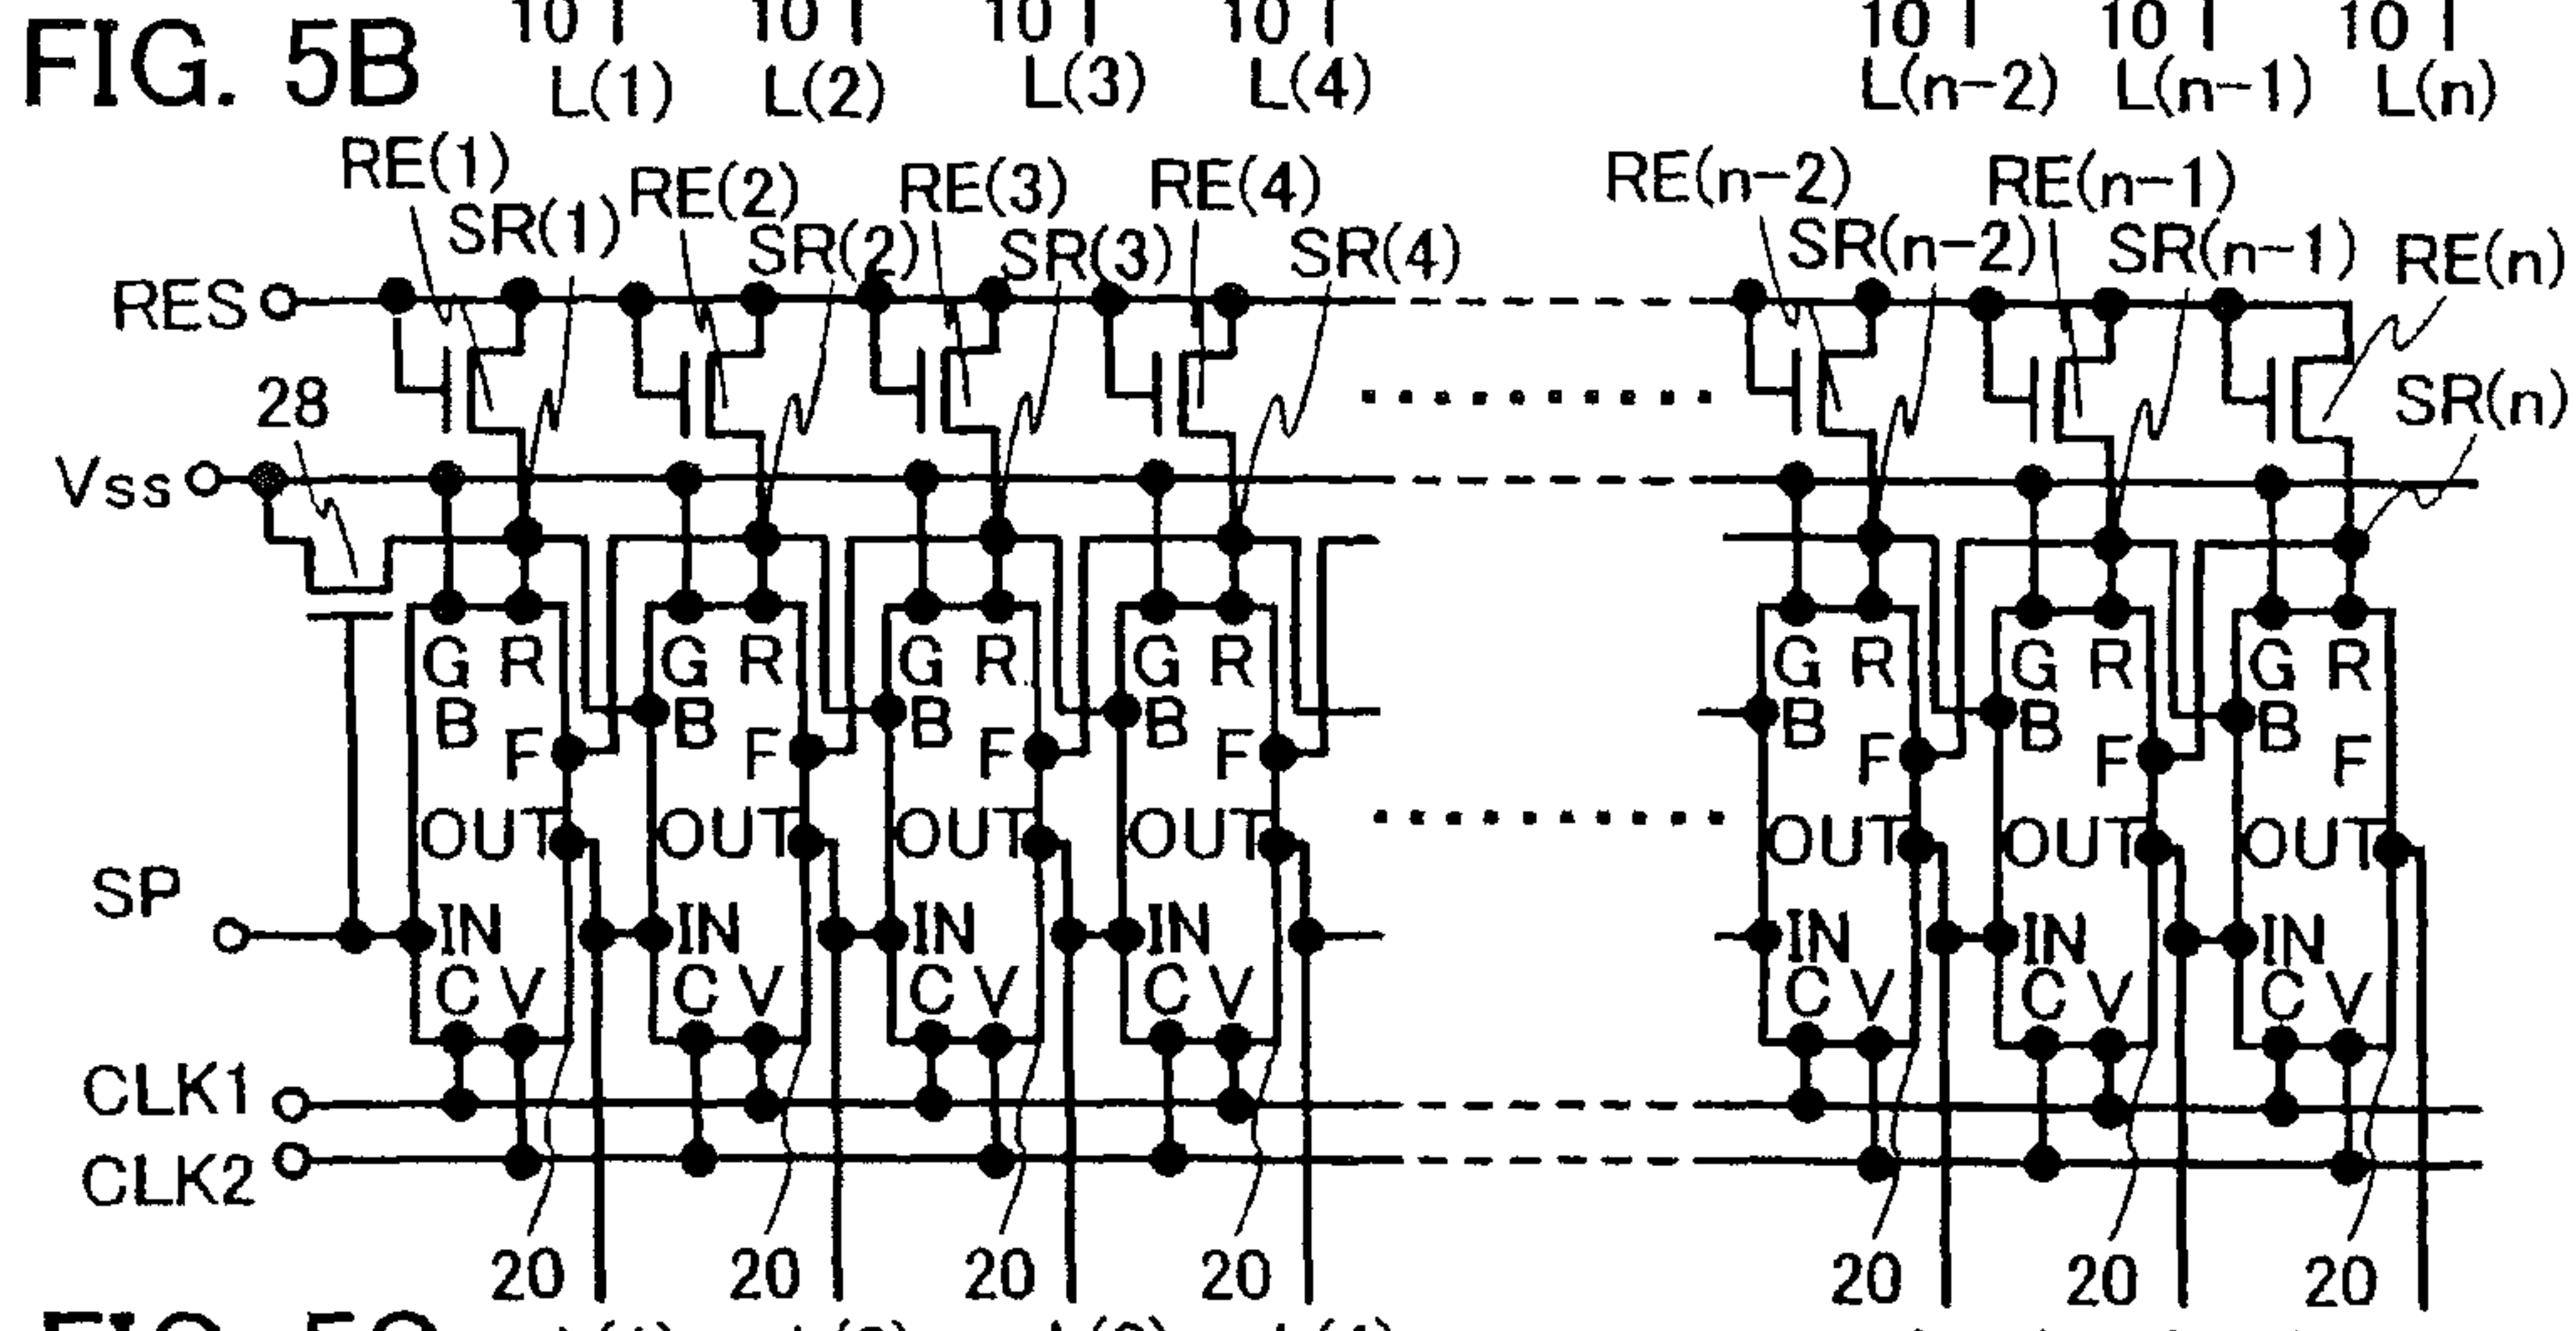 FIG. 5B
10 10 10 10 10 10 10
L(1) L(2) L(3) L(4) L(n-2) L(n-1) L(n)
RE(1) RE(2) RE(3) RE(4) RE(n-2) RE(n-1) RE(n)
SR(1) SR(2) SR(3) SR(4) SR(n-2) SR(n-1)
RES
28 SR(n)
Vss
G R G R G R G R G R G R G R
B B B B B B B
F F F F F F F
OUT OUT OUT OUT OUT OUT OUT
SP
IN IN IN IN IN IN IN
C V C V C V C V C V C V C V
CLK1
CLK2
20 20 20 20 20 20 20